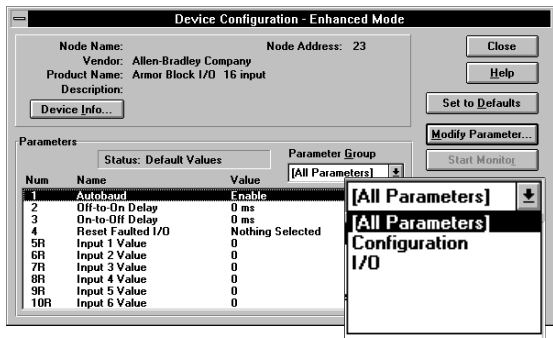 Device Configuration - Enhanced Mode
Node Name: Node Address: 23
Vendor: Allen-Bradley Company
Product Name: Armor Block I/O 16 input
Description:
Device Info...
Close
Help
Set to Defaults
Modify Parameter...
Start Monitor
Parameters
Status: Default Values
Parameter Group
[All Parameters]
Num Name Value
1 Autobaud Enable
2 Off-to-On Delay 0 ms
3 On-to-Off Delay 0 ms
4 Reset Faulted I/O Nothing Selected
5R Input 1 Value 0
6R Input 2 Value 0
7R Input 3 Value 0
8R Input 4 Value 0
9R Input 5 Value 0
10R Input 6 Value 0
[All Parameters]
[All Parameters]
Configuration
I/O